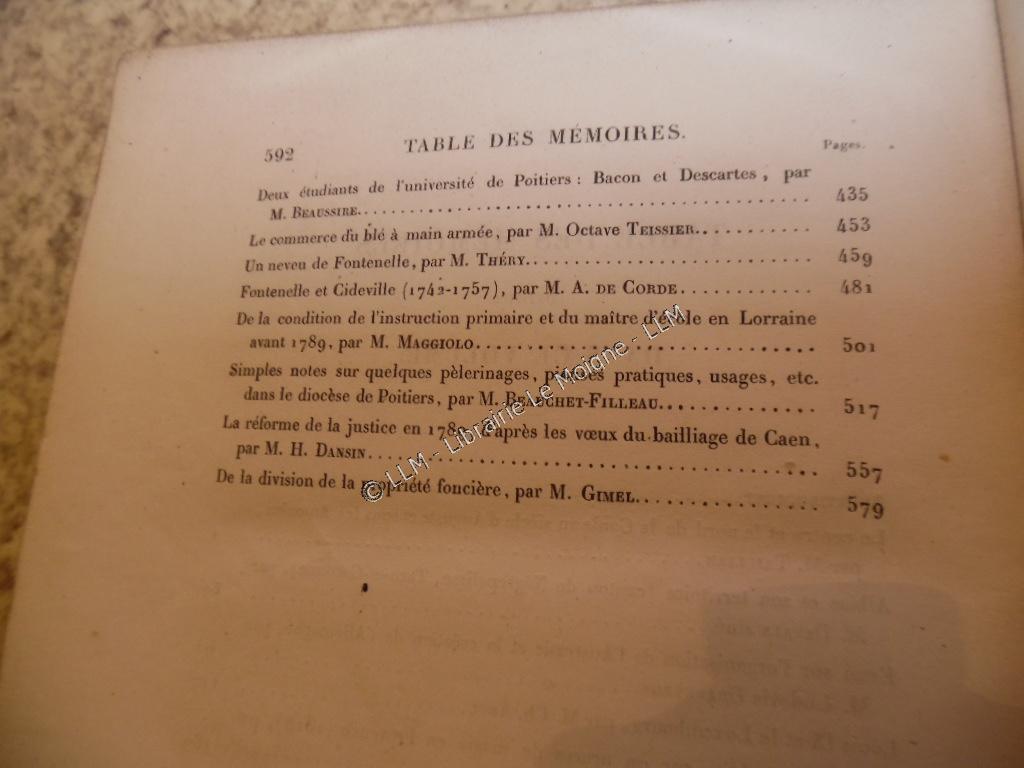 592 TABLE DES MÉMOIRES.
Pages.
Deux étudiants de l'université de Poitiers : Bacon et Descartes, par
M. BEAUSSIRE........................................ 435
Le commerce du blé à main armée, par M. Octave TEISSIER........... 453
Un neveu de Fontenelle, par M. THÉRY............................ 459
Fontenelle et Cideville (1742-1757), par M. A. DE CORDE............ 481
De la condition de l'instruction primaire et du maître d'école en Lorraine
avant 1789, par M. MAGGIOLO............................ 501
Simples notes sur quelques pèlerinages, pratiques, usages, etc.
dans le diocèse de Poitiers, par M. BEAUCHET-FILLEAU............. 517
La réforme de la justice en 1789 d'après les vœux du bailliage de Caen,
par M. H. DANSIN.................................... 557
De la division de la propriété foncière, par M. GIMEL............... 579
© LLM - Librairie Le Moigne - LLM